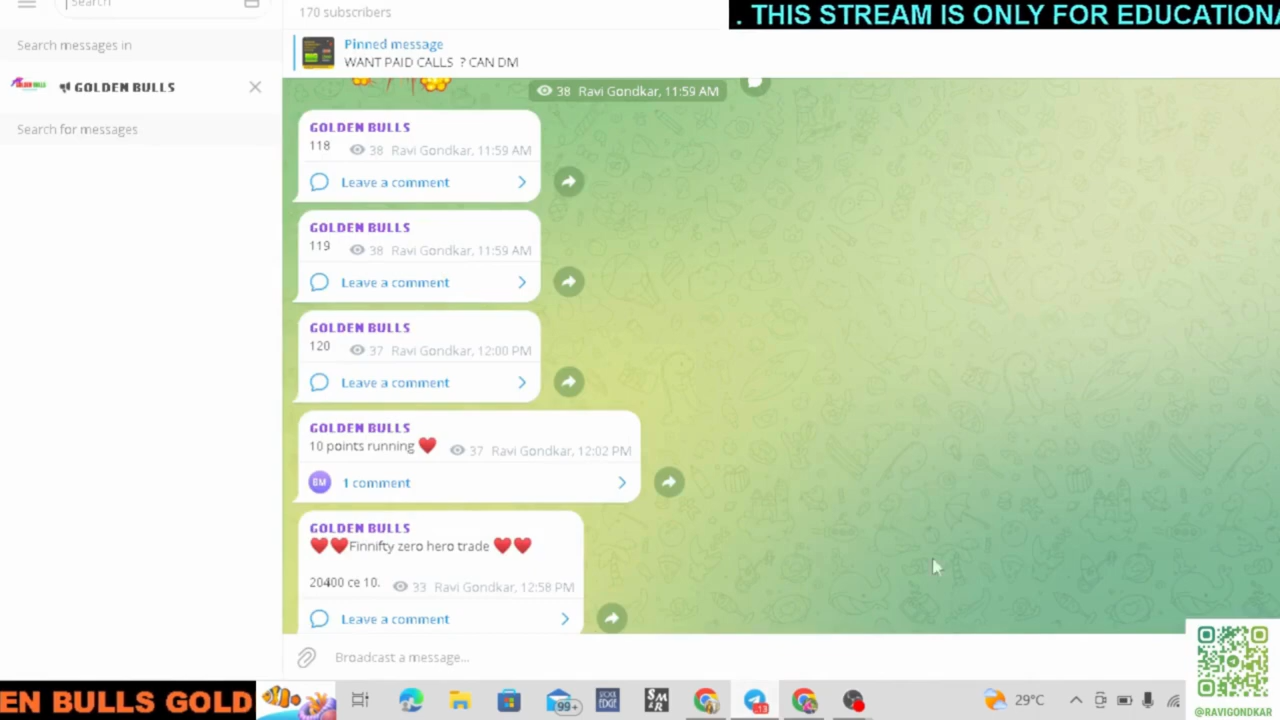 Search
Search messages in
GOLDEN BULLS
Search for messages
170 subscribers
. THIS STREAM IS ONLY FOR EDUCATIONA
Pinned message
WANT PAID CALLS ? CAN DM
38 Ravi Gondkar, 11:59 AM
GOLDEN BULLS
118 38 Ravi Gondkar, 11:59 AM
Leave a comment
GOLDEN BULLS
119 38 Ravi Gondkar, 11:59 AM
Leave a comment
GOLDEN BULLS
120 37 Ravi Gondkar, 12:00 PM
Leave a comment
GOLDEN BULLS
10 points running ❤️ 37 Ravi Gondkar, 12:02 PM
BM 1 comment
GOLDEN BULLS
❤️❤️Finnifty zero hero trade ❤️❤️
20400 ce 10. 33 Ravi Gondkar, 12:58 PM
Leave a comment
Broadcast a message...
EN BULLS GOLD
99+
13
29°C
@RAVIGONDKAR